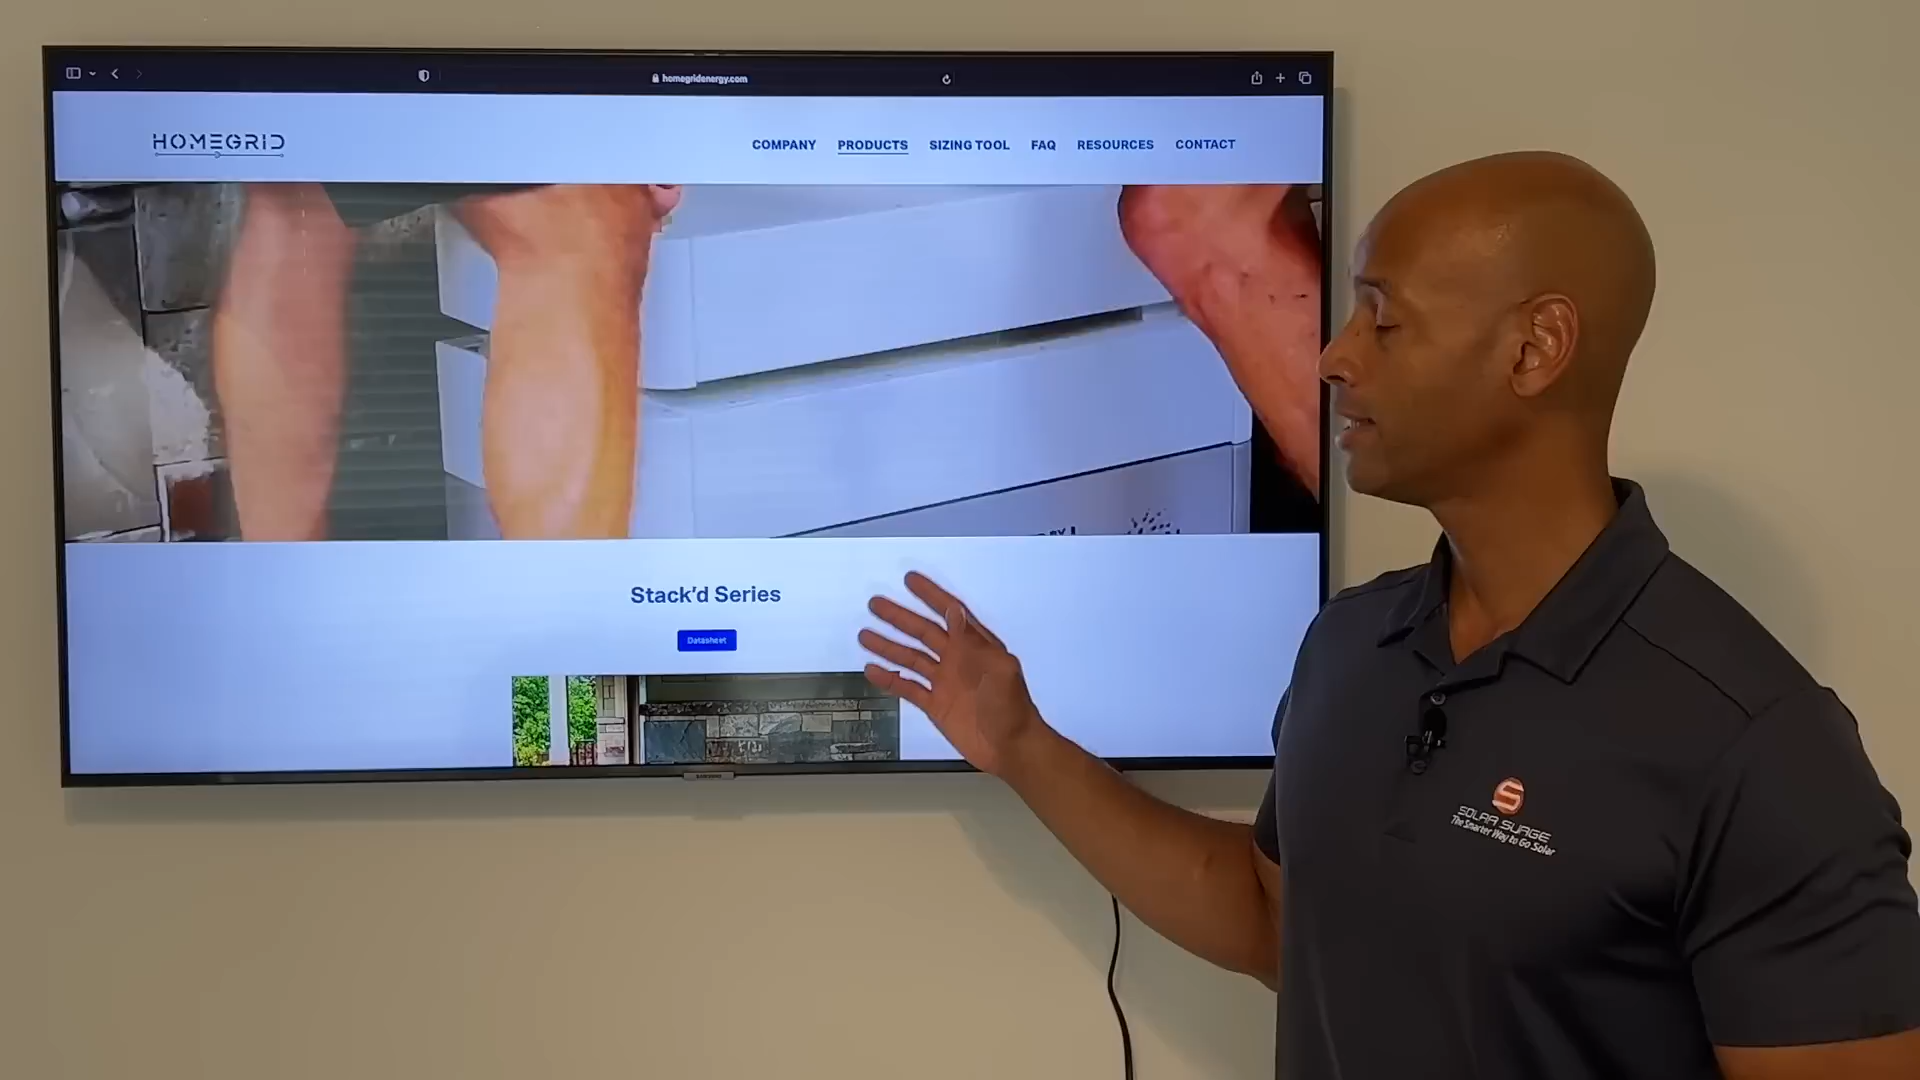 homegridenergy.com
HOMEGRID
COMPANY PRODUCTS SIZING TOOL FAQ RESOURCES CONTACT
Stack'd Series
Datasheet
SAMSUNG
SOLAR SURGE
The Smarter Way to Go Solar